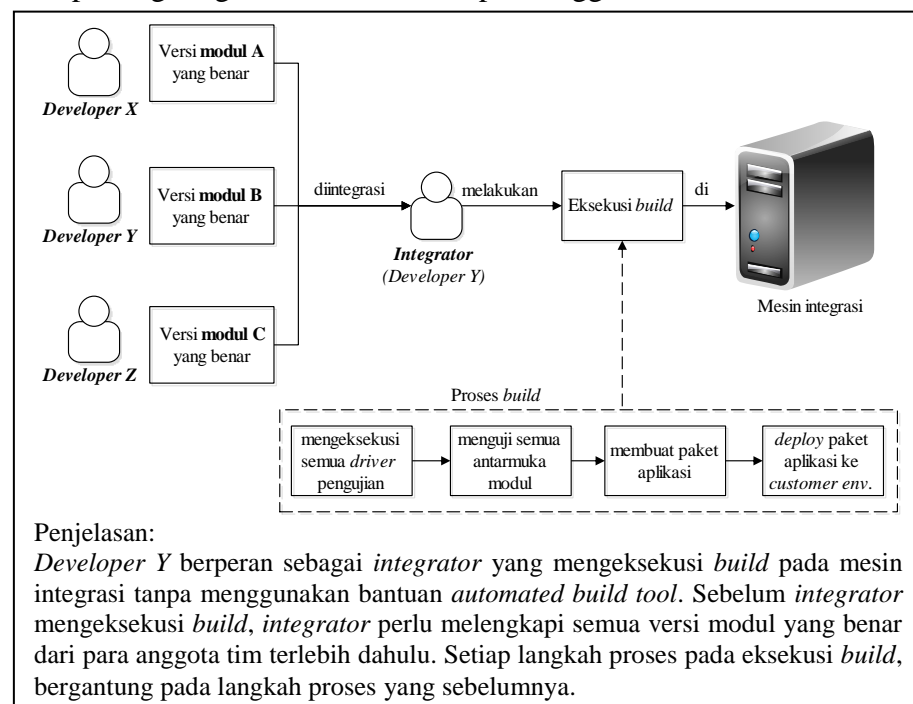 Versi modul A
yang benar
Developer X
Versi modul B
yang benar
Developer Y
Versi modul C
yang benar
Developer Z
diintegrasi
Integrator
(Developer Y)
melakukan
Eksekusi build
di
Mesin integrasi
Proses build
mengeksekusi
semua driver
pengujian
menguji semua
antarmuka
modul
membuat paket
aplikasi
deploy paket
aplikasi ke
customer env.
Penjelasan:
Developer Y berperan sebagai integrator yang mengeksekusi build pada mesin
integrasi tanpa menggunakan bantuan automated build tool. Sebelum integrator
mengeksekusi build, integrator perlu melengkapi semua versi modul yang benar
dari para anggota tim terlebih dahulu. Setiap langkah proses pada eksekusi build,
bergantung pada langkah proses yang sebelumnya.